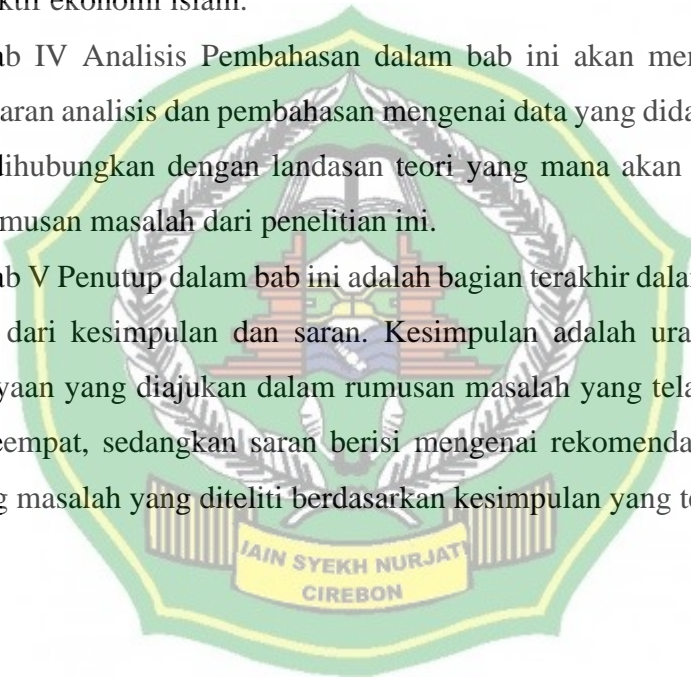 ktif ekonomi islam.
ab IV Analisis Pembahasan dalam bab ini akan mer
aran analisis dan pembahasan mengenai data yang dida
dihubungkan dengan landasan teori yang mana akan
musan masalah dari penelitian ini.
ab V Penutup dalam bab ini adalah bagian terakhir dalar
dari kesimpulan dan saran. Kesimpulan adalah ura
yaan yang diajukan dalam rumusan masalah yang tela
eempat, sedangkan saran berisi mengenai rekomenda
g masalah yang diteliti berdasarkan kesimpulan yang te
IAIN SYEKH NURJATI
CIREBON